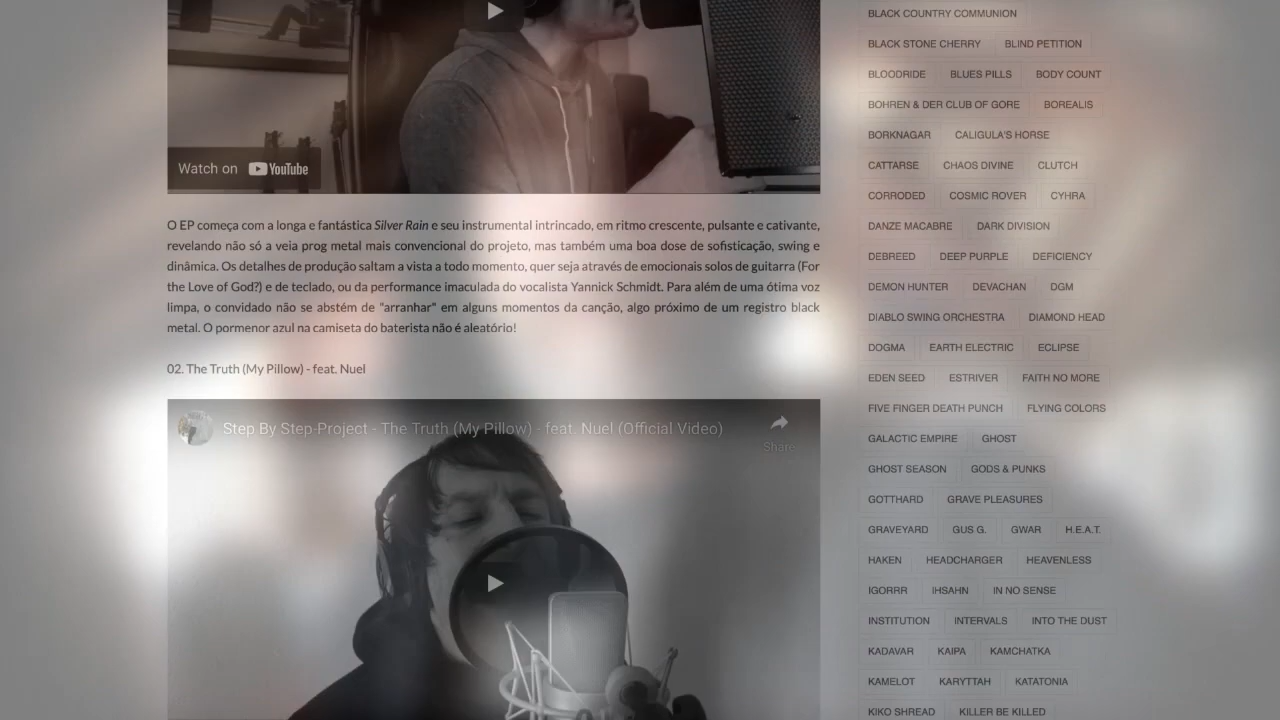 Watch on YouTube
O EP começa com a longa e fantástica Silver Rain e seu instrumental intrincado, em ritmo crescente, pulsante e cativante,
revelando não só a veia prog metal mais convencional do projeto, mas também uma boa dose de sofisticação, swing e
dinâmica. Os detalhes de produção saltam a vista a todo momento, quer seja através de emocionais solos de guitarra (For
the Love of God?) e de teclado, ou da performance imaculada do vocalista Yannick Schmidt. Para além de uma ótima voz
limpa, o convidado não se abstém de "arranhar" em alguns momentos da canção, algo próximo de um registro black
metal. O pormenor azul na camiseta do baterista não é aleatório!
02. The Truth (My Pillow) - feat. Nuel
Step By Step-Project - The Truth (My Pillow) - feat. Nuel (Official Video)
Share
BLACK COUNTRY COMMUNION
BLACK STONE CHERRY BLIND PETITION
BLOODRIDE BLUES PILLS BODY COUNT
BOHREN & DER CLUB OF GORE BOREALIS
BORKNAGAR CALIGULA'S HORSE
CATTARSE CHAOS DIVINE CLUTCH
CORRODED COSMIC ROVER CYHRA
DANZE MACABRE DARK DIVISION
DEBREED DEEP PURPLE DEFICIENCY
DEMON HUNTER DEVACHAN DGM
DIABLO SWING ORCHESTRA DIAMOND HEAD
DOGMA EARTH ELECTRIC ECLIPSE
EDEN SEED ESTRIVER FAITH NO MORE
FIVE FINGER DEATH PUNCH FLYING COLORS
GALACTIC EMPIRE GHOST
GHOST SEASON GODS & PUNKS
GOTTHARD GRAVE PLEASURES
GRAVEYARD GUS G. GWAR H.E.A.T.
HAKEN HEADCHARGER HEAVENLESS
IGORRR IHSAHN IN NO SENSE
INSTITUTION INTERVALS INTO THE DUST
KADAVAR KAIPA KAMCHATKA
KAMELOT KARYTTAH KATATONIA
KIKO SHREAD KILLER BE KILLED